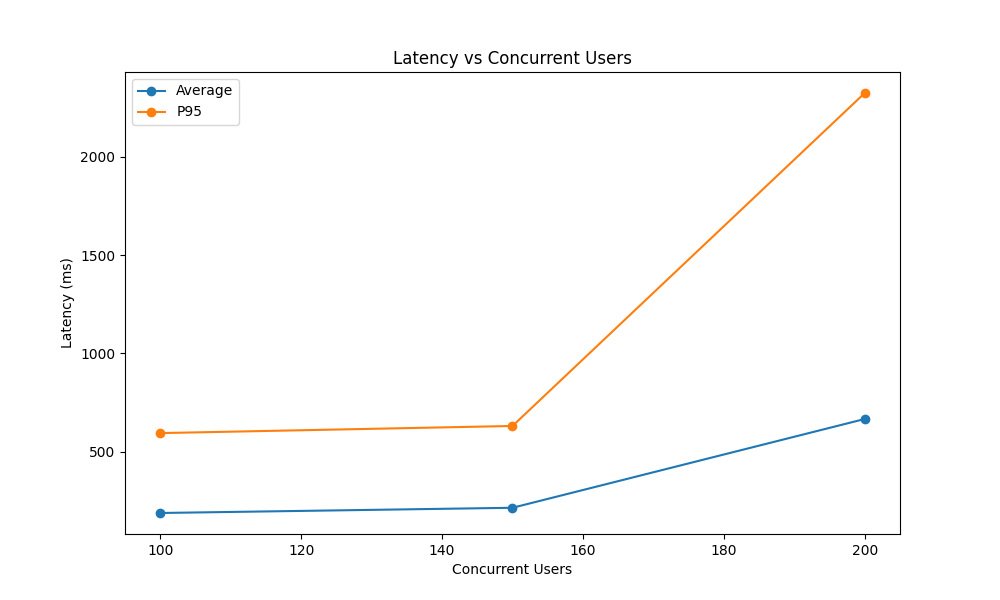 Latency vs Concurrent Users
Average
P95
2000
1500
1000
500
Latency (ms)
100 120 140 160 180 200
Concurrent Users